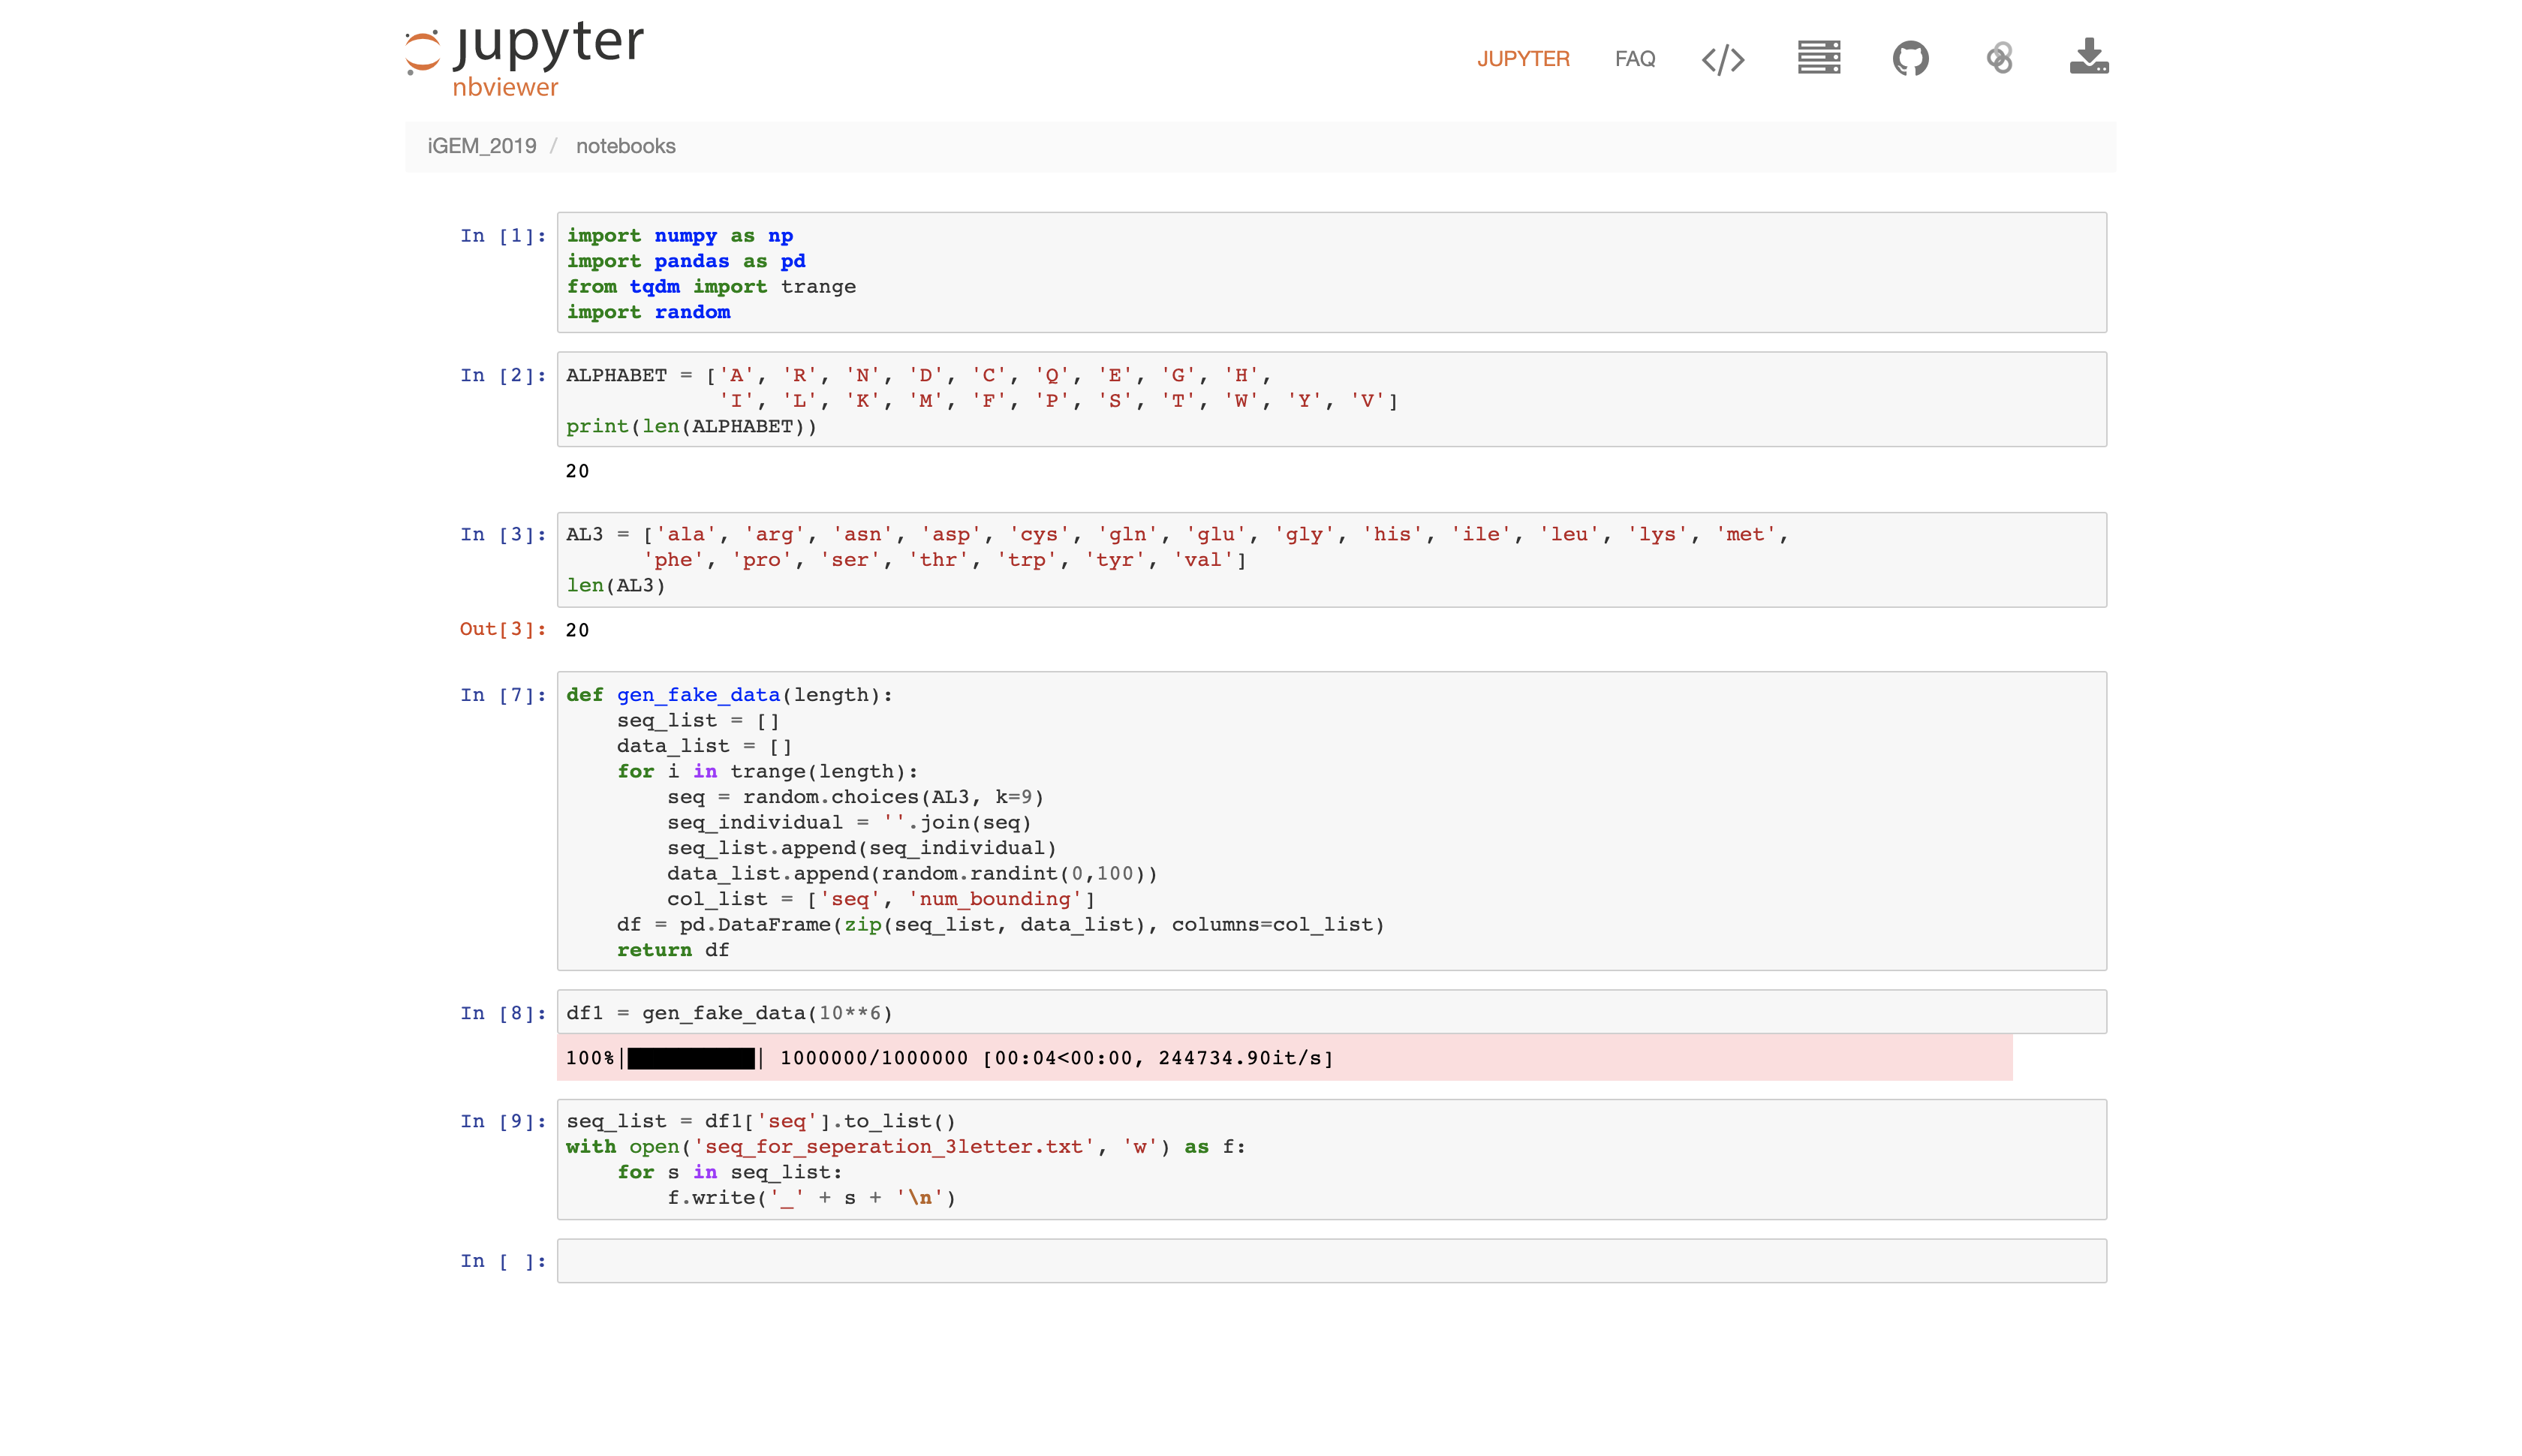 jupyter
nbviewer
JUPYTER FAQ
iGEM_2019 / notebooks
In [1]: import numpy as np
import pandas as pd
from tqdm import trange
import random
In [2]: ALPHABET = ['A', 'R', 'N', 'D', 'C', 'Q', 'E', 'G', 'H',
            'I', 'L', 'K', 'M', 'F', 'P', 'S', 'T', 'W', 'Y', 'V']
print(len(ALPHABET))
20
In [3]: AL3 = ['ala', 'arg', 'asn', 'asp', 'cys', 'gln', 'glu', 'gly', 'his', 'ile', 'leu', 'lys', 'met',
      'phe', 'pro', 'ser', 'thr', 'trp', 'tyr', 'val']
len(AL3)
Out[3]: 20
In [7]: def gen_fake_data(length):
    seq_list = []
    data_list = []
    for i in trange(length):
        seq = random.choices(AL3, k=9)
        seq_individual = ''.join(seq)
        seq_list.append(seq_individual)
        data_list.append(random.randint(0,100))
        col_list = ['seq', 'num_bounding']
    df = pd.DataFrame(zip(seq_list, data_list), columns=col_list)
    return df
In [8]: df1 = gen_fake_data(10**6)
100%|██████████| 1000000/1000000 [00:04<00:00, 244734.90it/s]
In [9]: seq_list = df1['seq'].to_list()
with open('seq_for_seperation_3letter.txt', 'w') as f:
    for s in seq_list:
        f.write('_' + s + '\n')
In [ ]: